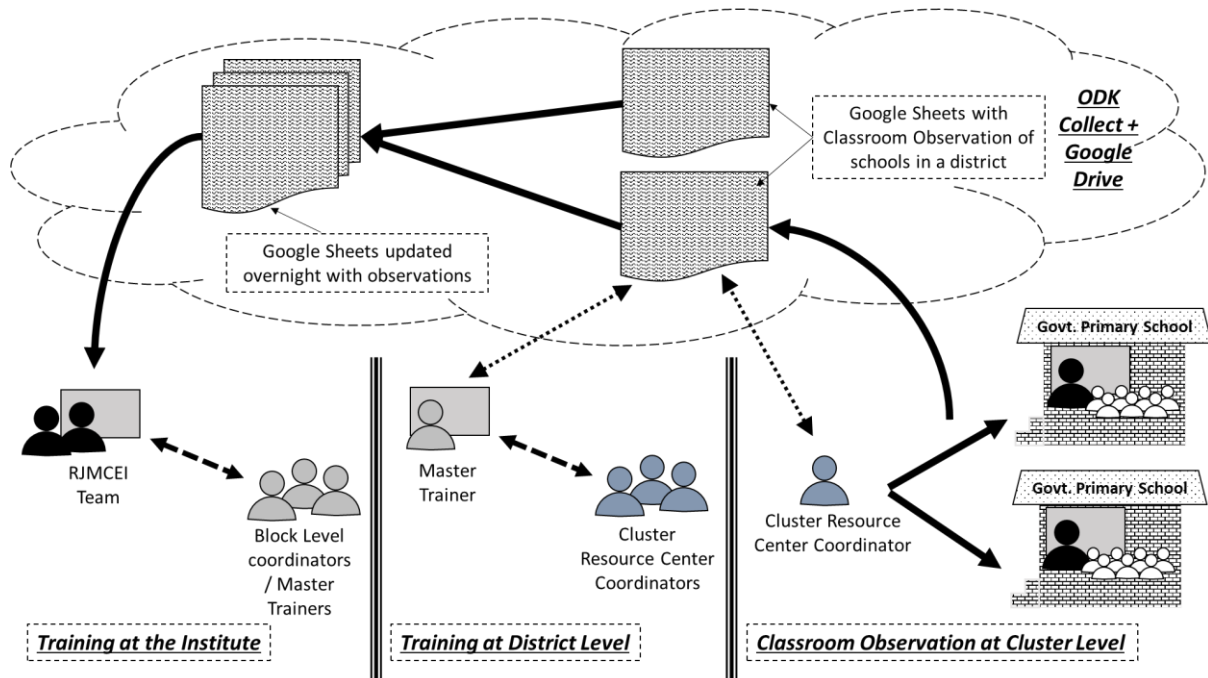 Google Sheets with
Classroom Observation of
schools in a district
ODK
Collect +
Google
Drive
Google Sheets updated
overnight with observations
Govt. Primary School
RJMCEI
Team
Block Level
coordinators
/ Master
Trainers
Master
Trainer
Cluster
Resource Center
Coordinators
Cluster Resource
Center Coordinator
Govt. Primary School
Training at the Institute
Training at District Level
Classroom Observation at Cluster Level